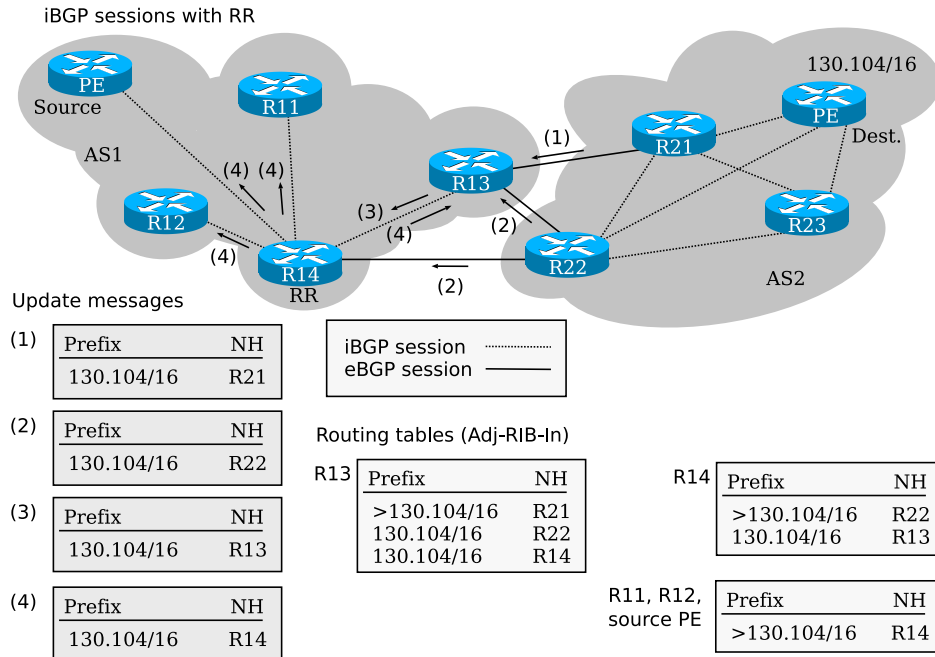 iBGP sessions with RR
PE
Source
R11
AS1
R12
R14
RR
R13
(1)
(2)
(2)
(3)
(4)
(4)
(4)
(4)
130.104/16
PE
Dest.
R21
R22
R23
AS2
Update messages
(1)
Prefix NH
130.104/16 R21
(2)
Prefix NH
130.104/16 R22
(3)
Prefix NH
130.104/16 R13
(4)
Prefix NH
130.104/16 R14
iBGP session
eBGP session
Routing tables (Adj-RIB-In)
R13
Prefix NH
>130.104/16 R21
130.104/16 R22
130.104/16 R14
R14
Prefix NH
>130.104/16 R22
130.104/16 R13
R11, R12,
source PE
Prefix NH
>130.104/16 R14